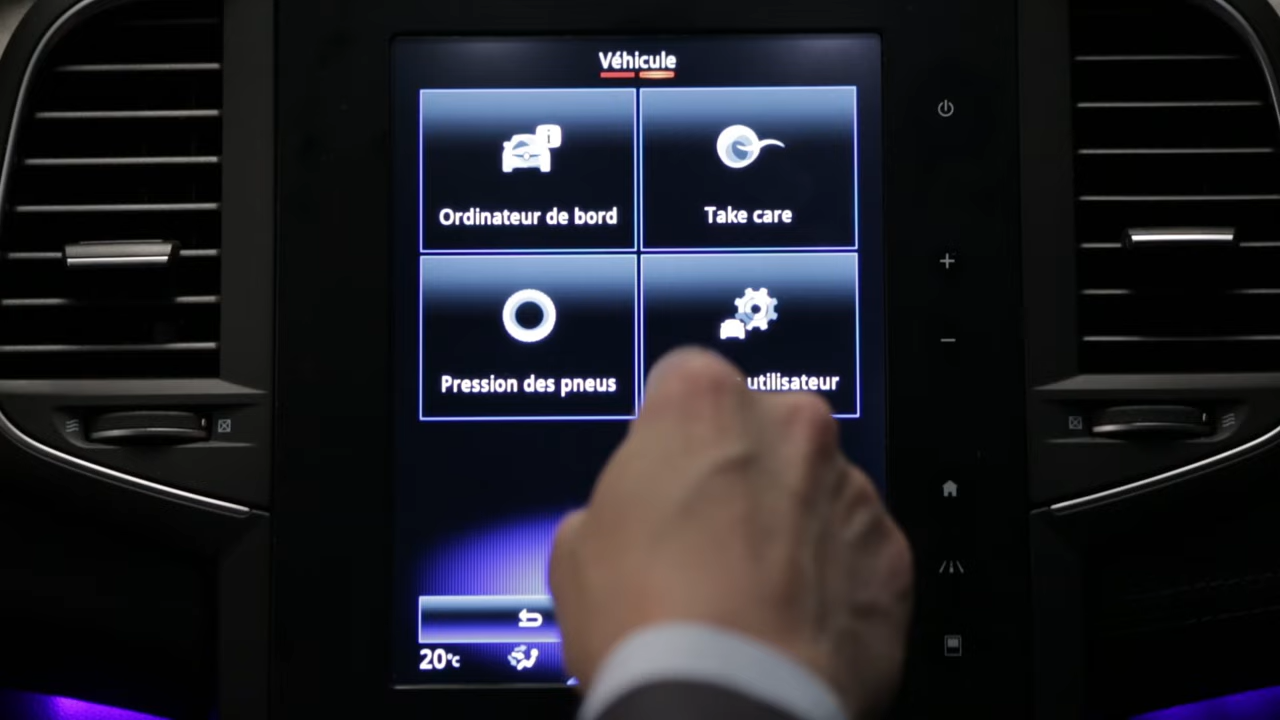 Véhicule
Ordinateur de bord
Take care
Pression des pneus
utilisateur
20°C